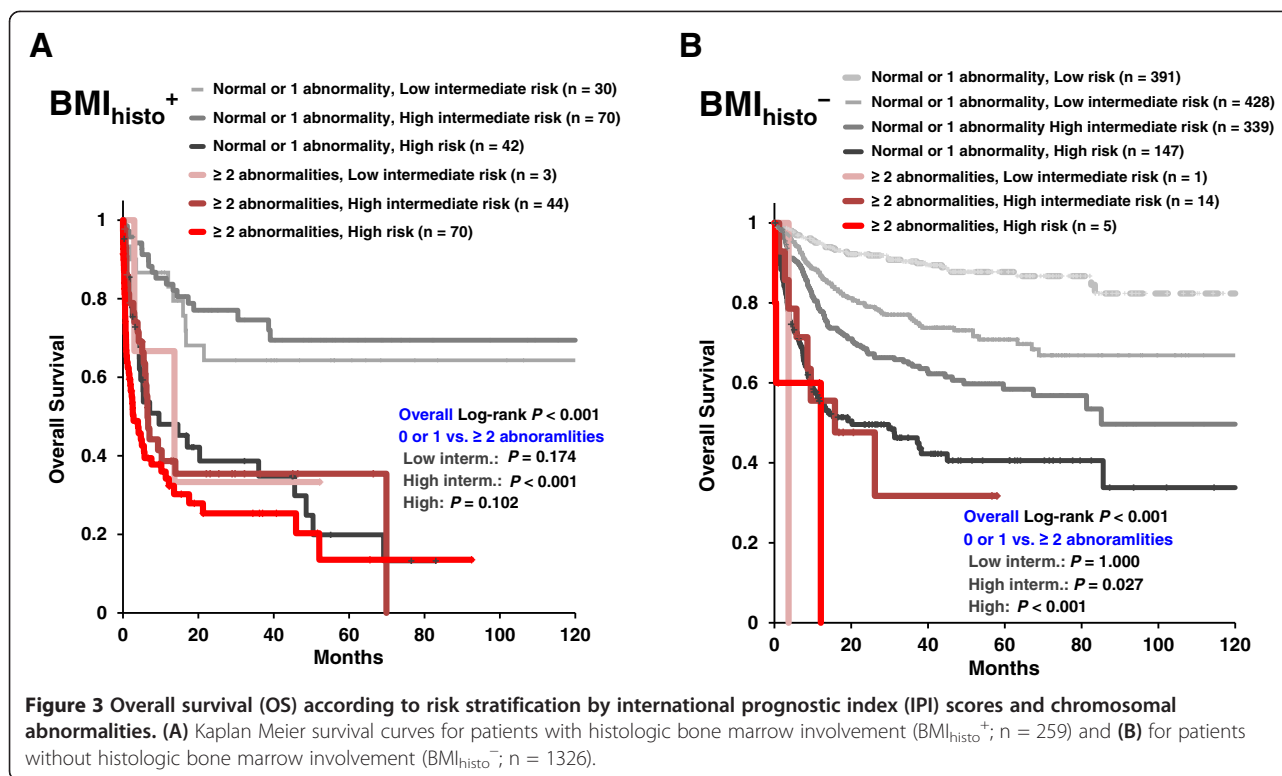 A
BMIhisto+
Normal or 1 abnormality, Low intermediate risk (n = 30)
Normal or 1 abnormality, High intermediate risk (n = 70)
Normal or 1 abnormality, High risk (n = 42)
≥ 2 abnormalities, Low intermediate risk (n = 3)
≥ 2 abnormalities, High intermediate risk (n = 44)
≥ 2 abnormalities, High risk (n = 70)
Overall Survival
1
0.8
0.6
0.4
0.2
0
0 20 40 60 80 100 120
Months
Overall Log-rank P < 0.001
0 or 1 vs. ≥ 2 abnoramlities
Low interm.: P = 0.174
High interm.: P < 0.001
High: P = 0.102
B
BMIhisto−
Normal or 1 abnormality, Low risk (n = 391)
Normal or 1 abnormality, Low intermediate risk (n = 428)
Normal or 1 abnormality High intermediate risk (n = 339)
Normal or 1 abnormality, High risk (n = 147)
≥ 2 abnormalities, Low intermediate risk (n = 1)
≥ 2 abnormalities, High intermediate risk (n = 14)
≥ 2 abnormalities, High risk (n = 5)
Overall Survival
1
0.8
0.6
0.4
0.2
0
0 20 40 60 80 100 120
Months
Overall Log-rank P < 0.001
0 or 1 vs. ≥ 2 abnoramlities
Low interm.: P = 1.000
High interm.: P = 0.027
High: P < 0.001
Figure 3 Overall survival (OS) according to risk stratification by international prognostic index (IPI) scores and chromosomal
abnormalities. (A) Kaplan Meier survival curves for patients with histologic bone marrow involvement (BMIhisto+; n = 259) and (B) for patients
without histologic bone marrow involvement (BMIhisto−; n = 1326).